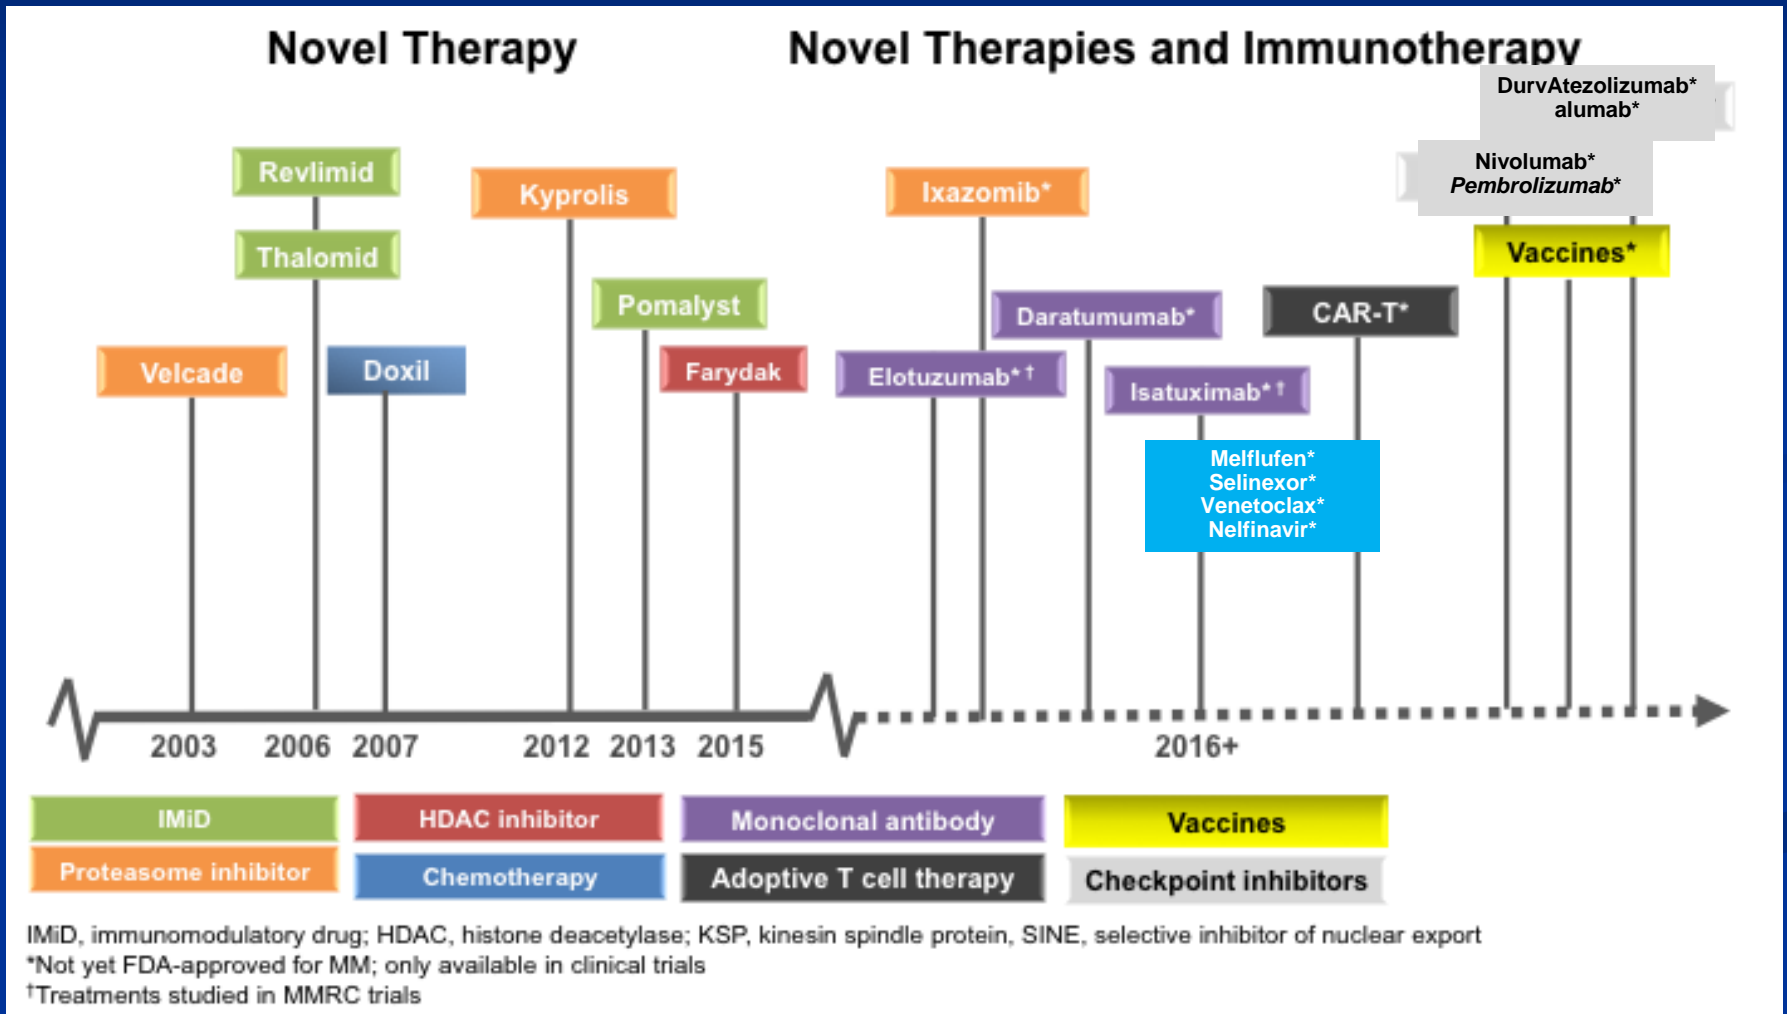 Novel Therapy
Novel Therapies and Immunotherapy
DurvAtezolizumab*
alumab*
Nivolumab*
Pembrolizumab*
Revlimid
Kyprolis
Ixazomib*
Thalomid
Vaccines*
Pomalyst
Daratumumab*
CAR-T*
Velcade
Doxil
Farydak
Elotuzumab*†
Isatuximab*†
Melflufen*
Selinexor*
Venetoclax*
Nelfinavir*
2003 2006 2007 2012 2013 2015 2016+
IMiD
HDAC inhibitor
Monoclonal antibody
Vaccines
Proteasome inhibitor
Chemotherapy
Adoptive T cell therapy
Checkpoint inhibitors
IMiD, immunomodulatory drug; HDAC, histone deacetylase; KSP, kinesin spindle protein, SINE, selective inhibitor of nuclear export
*Not yet FDA-approved for MM; only available in clinical trials
†Treatments studied in MMRC trials